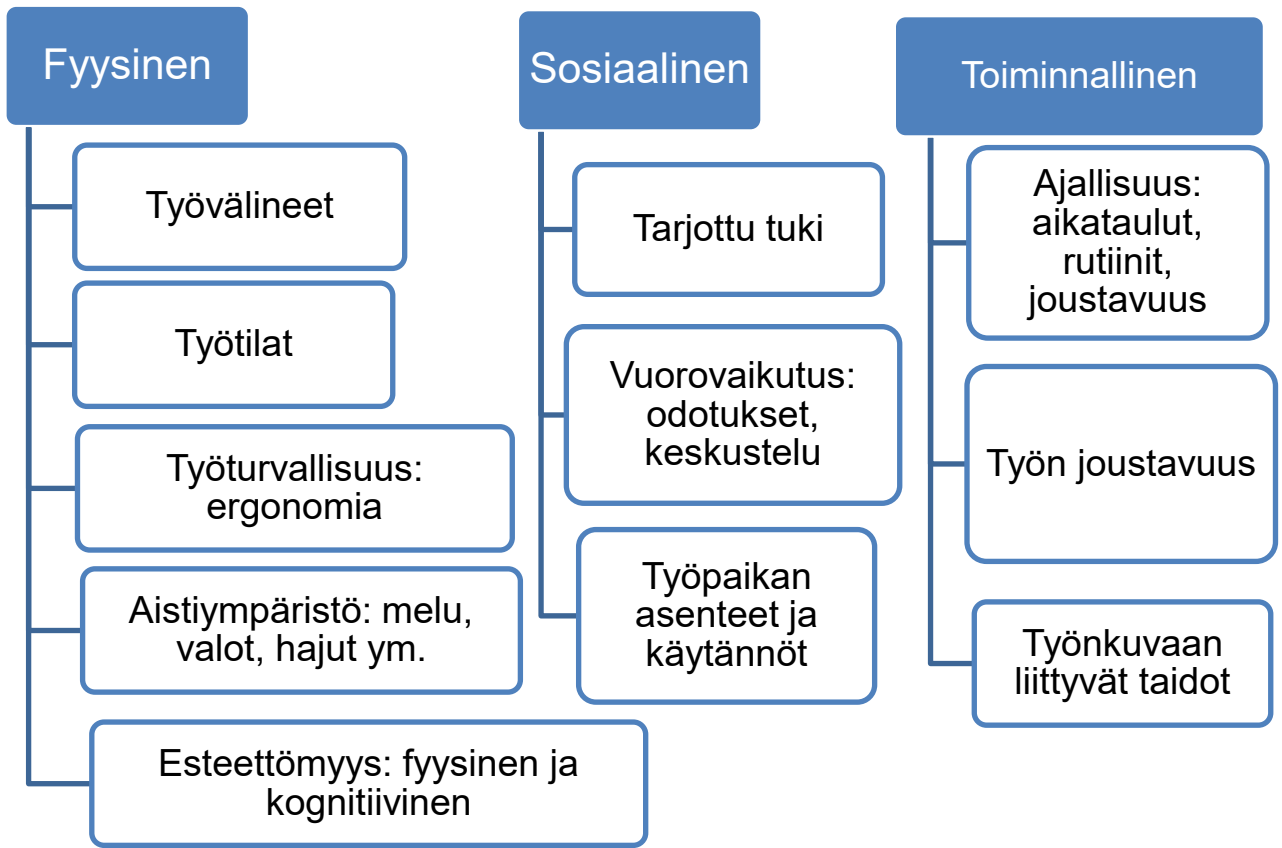 Fyysinen
Työvälineet
Työtilat
Työturvallisuus:
ergonomia
Aistiympäristö: melu,
valot, hajut ym.
Esteettömyys: fyysinen ja
kognitiivinen
Sosiaalinen
Tarjottu tuki
Vuorovaikutus:
odotukset,
keskustelu
Työpaikan
asenteet ja
käytännöt
Toiminnallinen
Ajallisuus:
aikataulut,
rutiinit,
joustavuus
Työn joustavuus
Työnkuvaan
liittyvät taidot